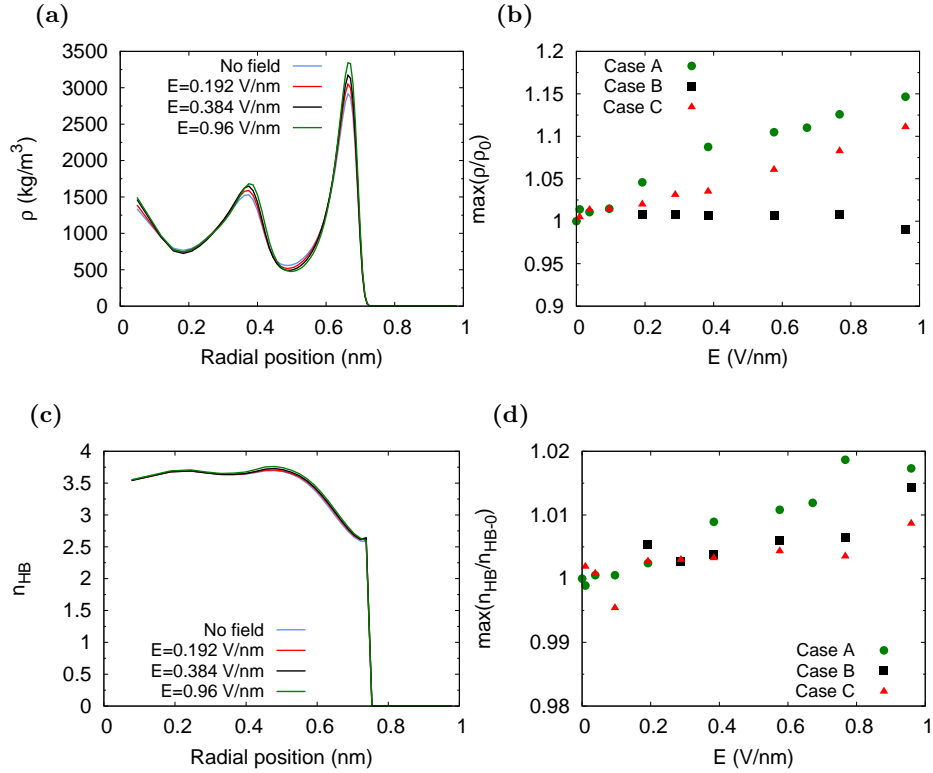 (a)
3500
3000
2500
2000
1500
1000
500
0
ρ (kg/m³)
No field
E=0.192 V/nm
E=0.384 V/nm
E=0.96 V/nm
0 0.2 0.4 0.6 0.8 1
Radial position (nm)
(b)
1.2
1.15
1.1
1.05
1
0.95
0.9
max(ρ/ρ₀)
Case A
Case B
Case C
0 0.2 0.4 0.6 0.8 1
E (V/nm)
(c)
4
3.5
3
2.5
2
1.5
1
0.5
0
n_HB
No field
E=0.192 V/nm
E=0.384 V/nm
E=0.96 V/nm
0 0.2 0.4 0.6 0.8 1
Radial position (nm)
(d)
1.02
1.01
1
0.99
0.98
max(n_HB/n_HB-0)
Case A
Case B
Case C
0 0.2 0.4 0.6 0.8 1
E (V/nm)